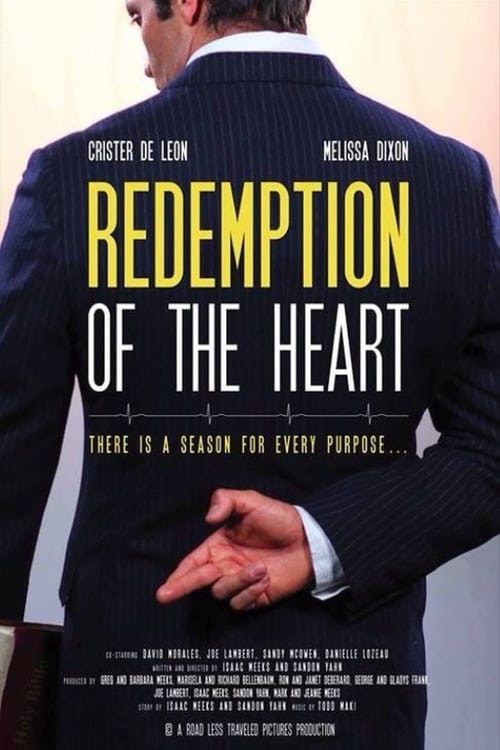 CRISTER DE LEON MELISSA DIXON
REDEMPTION
OF THE HEART
THERE IS A SEASON FOR EVERY PURPOSE...
CO-STARRING DAVID MORALES, JOE LAMBERT, SANDY MCOWEN, DANIELLE LOZEAU
WRITTEN AND DIRECTED BY ISAAC MEEKS AND SANDON YAHN
PRODUCED BY GREG AND BARBARA MEEKS, MARISELA AND RICHARD BELLENBAUM, RON AND JANET DEBERARD, GEORGE AND GLADYS FRANK,
JOE LAMBERT, ISAAC MEEKS, SANDON YAHN, MARK AND JEANIE MEEKS
STORY BY ISAAC MEEKS AND SANDON YAHN MUSIC BY TODD MAKI
© A ROAD LESS TRAVELED PICTURES PRODUCTION
Holy Bible